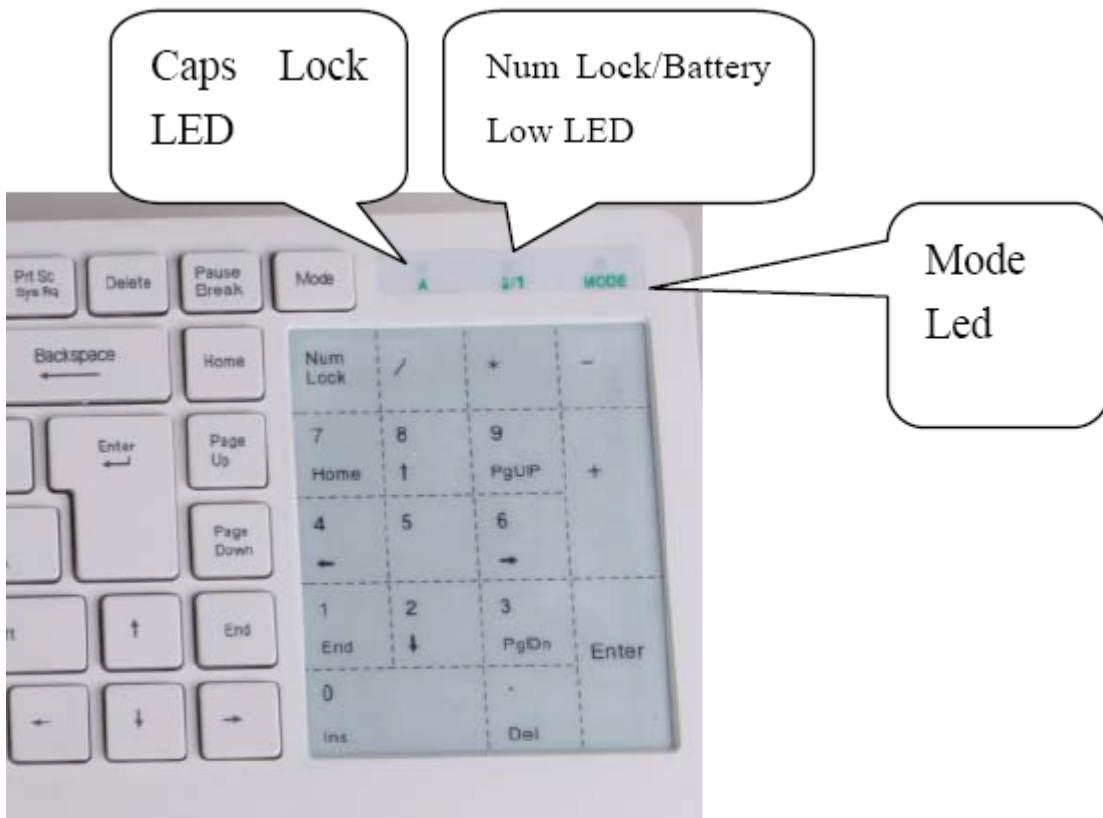 Caps Lock
LED
Num Lock/Battery
Low LED
Mode
Led
Prt Sc
Sys Rq
Delete
Pause
Break
Mode
A
MODE
Backspace
←
Home
Num
Lock
/
*
-
Enter
Page
Up
7
8
9
Home
↑
PgUP
+
Page
Down
4
5
6
←
→
↑
End
1
2
3
End
↓
PgDn
Enter
←
↓
→
0
.
Ins
Del